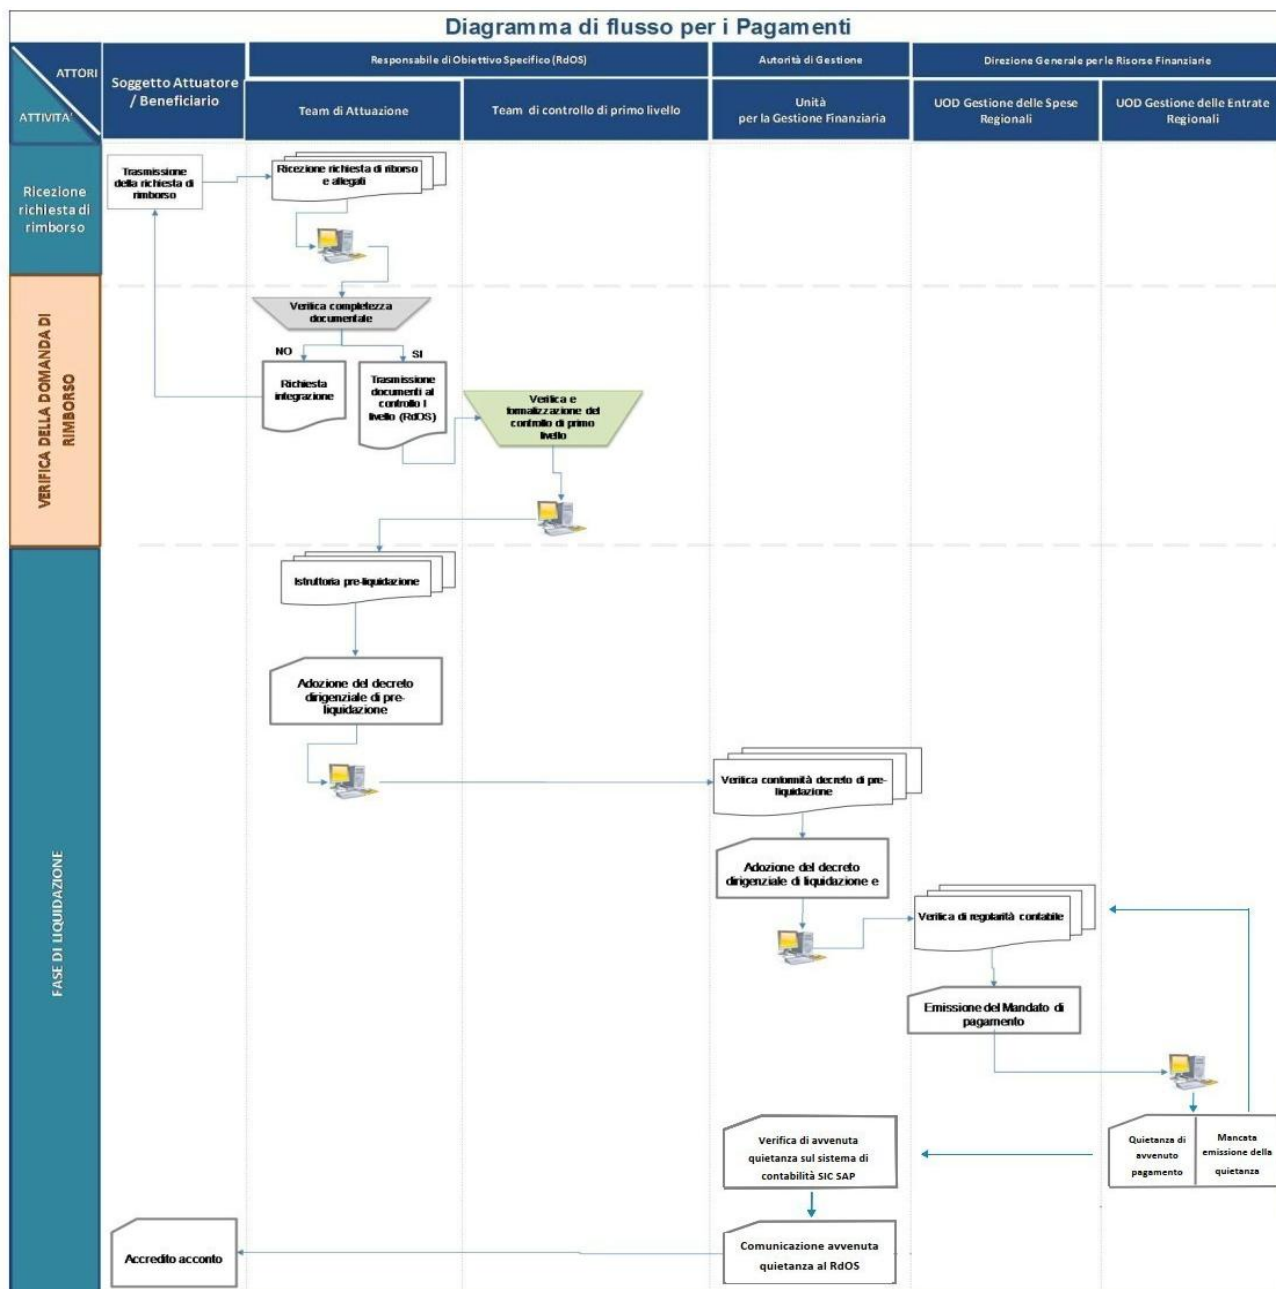 Diagramma di flusso per i Pagamenti
ATTORI
ATTIVITA'
Soggetto Attuatore
/ Beneficiario
Responsabile di Obiettivo Specifico (RdOS)
Autorità di Gestione
Direzione Generale per le Risorse Finanziarie
Team di Attuazione
Team di controllo di primo livello
Unità
per la Gestione Finanziaria
UOD Gestione delle Spese
Regionali
UOD Gestione delle Entrate
Regionali
Ricezione
richiesta di
rimborso
Trasmissione
della richiesta di
rimborso
Ricezione richiesta di riborso
e allegati
VERIFICA DELLA DOMANDA DI
RIMBORSO
Verifica completezza
documentale
NO
SI
Richiesta
integrazione
Trasmissione
documenti al
controllo I
livello (RdOS)
Verifica e
formalizzazione del
controllo di primo
livello
FASE DI LIQUIDAZIONE
Istruttoria pre-liquidazione
Adozione del decreto
dirigenziale di pre-
liquidazione
Verifica conformità decreto di pre-
liquidazione
Adozione del decreto
dirigenziale di liquidazione e
Verifica di regolarità contabile
Emissione del Mandato di
pagamento
Quietanza di
avvenuto
pagamento
Mancata
emissione della
quietanza
Verifica di avvenuta
quietanza sul sistema di
contabilità SIC SAP
Comunicazione avvenuta
quietanza al RdOS
Accredito acconto